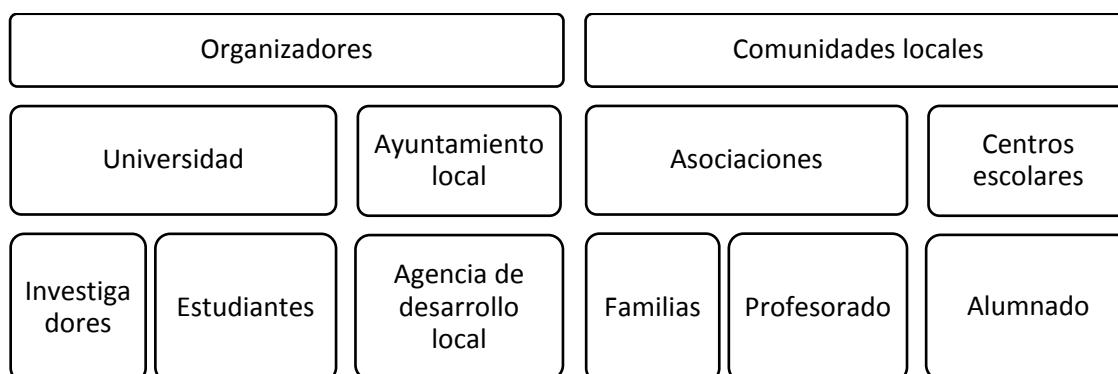 Organizadores
Comunidades locales
Universidad
Ayuntamiento
local
Asociaciones
Centros
escolares
Investiga
dores
Estudiantes
Agencia de
desarrollo
local
Familias
Profesorado
Alumnado